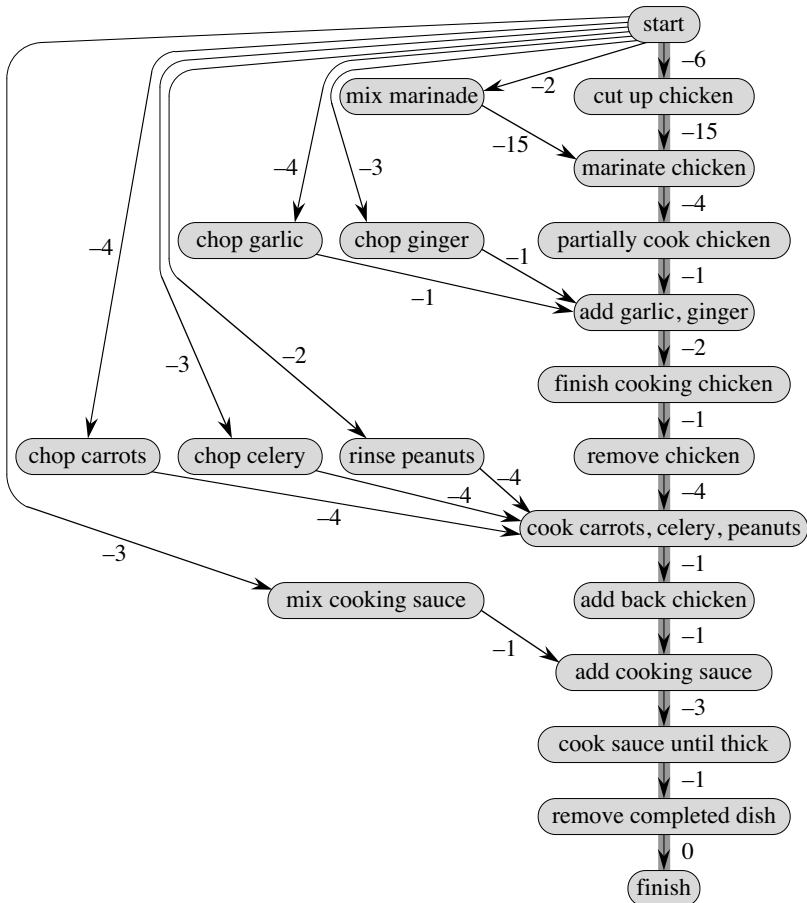 start
–6
mix marinade
–2
cut up chicken
–15
–15
marinate chicken
–4
–3
–4
–4
chop garlic
chop ginger
partially cook chicken
–1
–1
–1
add garlic, ginger
–2
–2
–3
finish cooking chicken
–1
chop carrots
chop celery
rinse peanuts
remove chicken
–4
–4
–4
–4
cook carrots, celery, peanuts
–3
–1
mix cooking sauce
add back chicken
–1
–1
add cooking sauce
–3
cook sauce until thick
–1
remove completed dish
0
finish